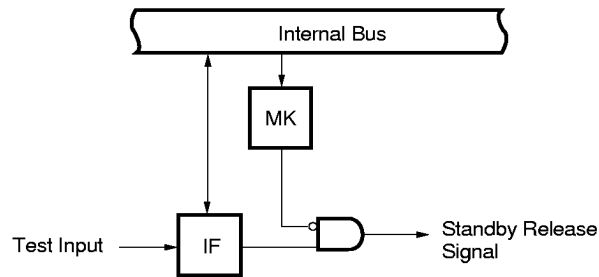 Internal Bus
MK
Test Input
IF
Standby Release
Signal